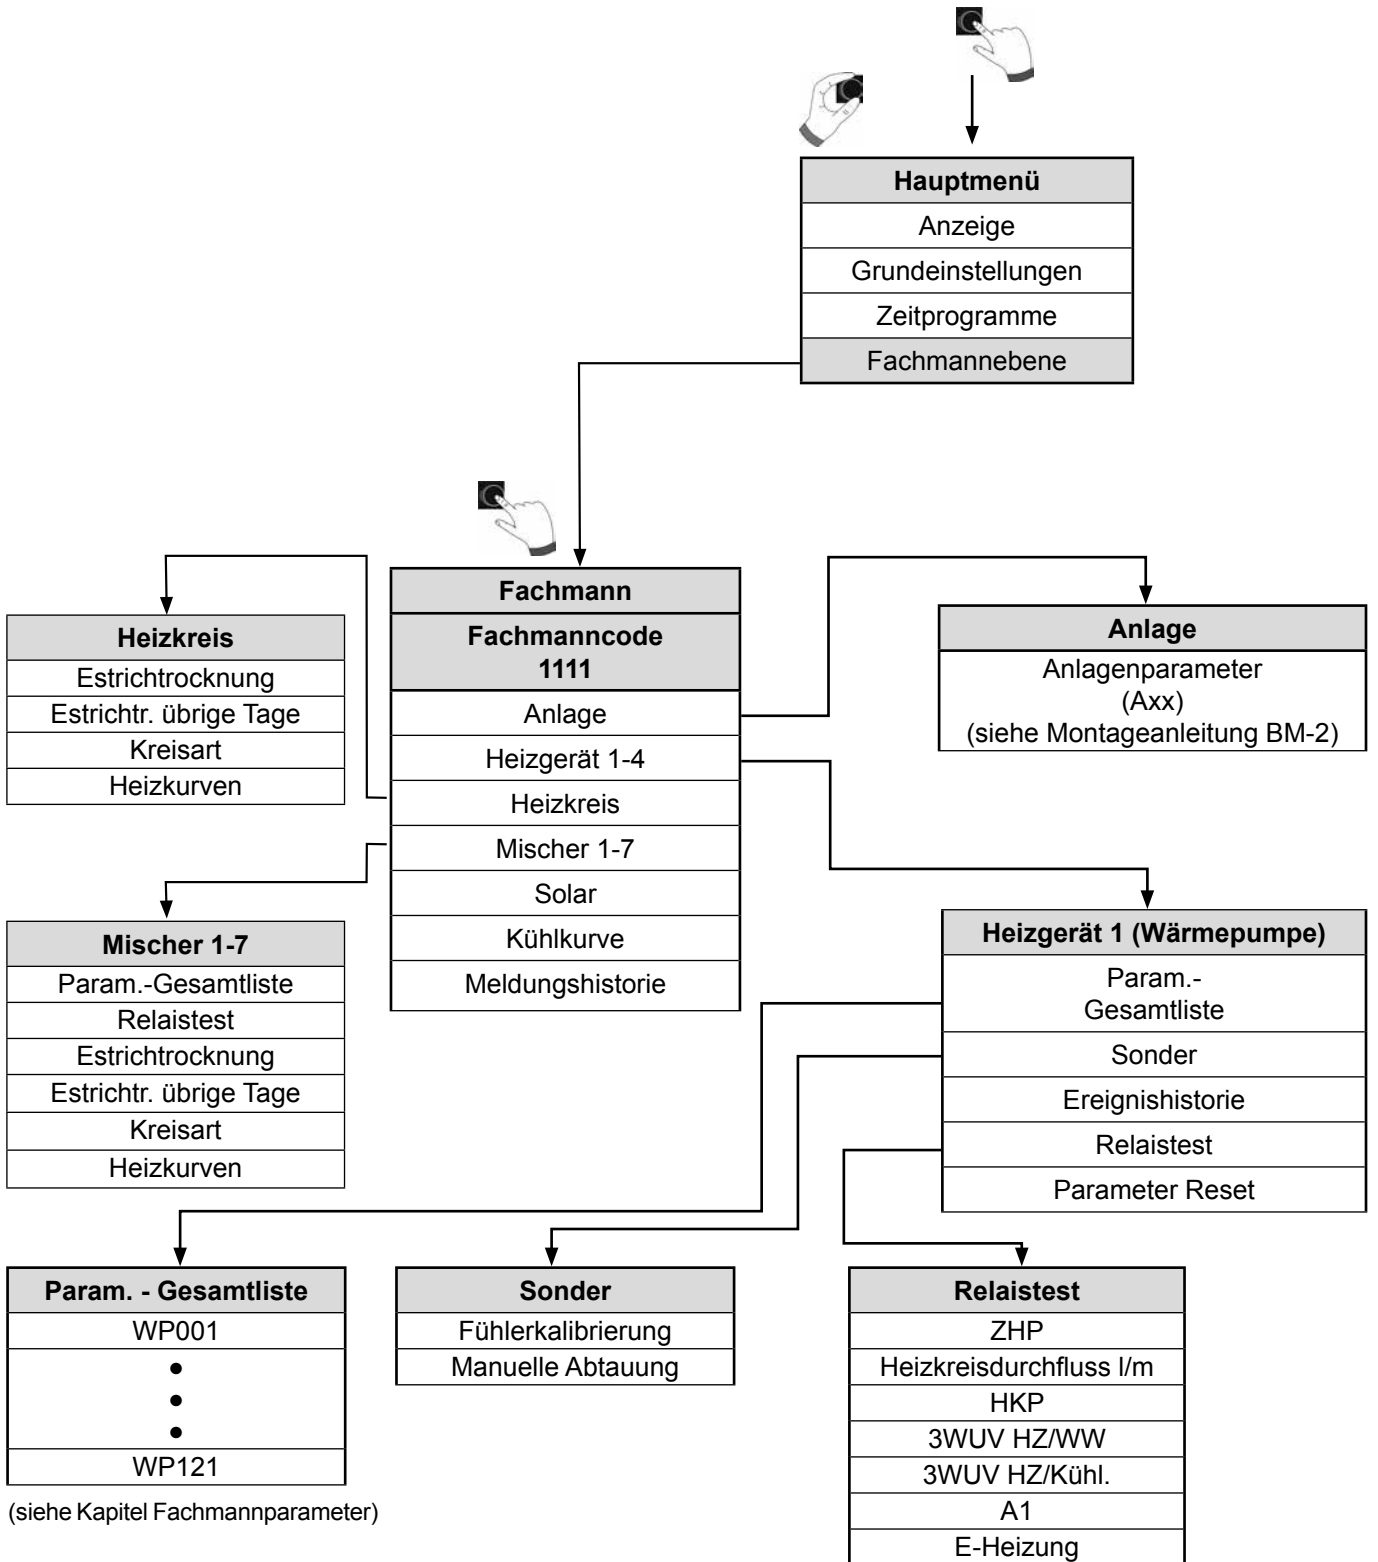 Hauptmenü
Anzeige
Grundeinstellungen
Zeitprogramme
Fachmannebene
Fachmann
Fachmanncode
1111
Anlage
Heizgerät 1-4
Heizkreis
Mischer 1-7
Solar
Kühlkurve
Meldungshistorie
Heizkreis
Estrichtrocknung
Estrichtr. übrige Tage
Kreisart
Heizkurven
Anlage
Anlagenparameter
(Axx)
(siehe Montageanleitung BM-2)
Mischer 1-7
Param.-Gesamtliste
Relaistest
Estrichtrocknung
Estrichtr. übrige Tage
Kreisart
Heizkurven
Heizgerät 1 (Wärmepumpe)
Param.-
Gesamtliste
Sonder
Ereignishistorie
Relaistest
Parameter Reset
Param. - Gesamtliste
WP001
•
•
•
WP121
(siehe Kapitel Fachmannparameter)
Sonder
Fühlerkalibrierung
Manuelle Abtauung
Relaistest
ZHP
Heizkreisdurchfluss l/m
HKP
3WUV HZ/WW
3WUV HZ/Kühl.
A1
E-Heizung